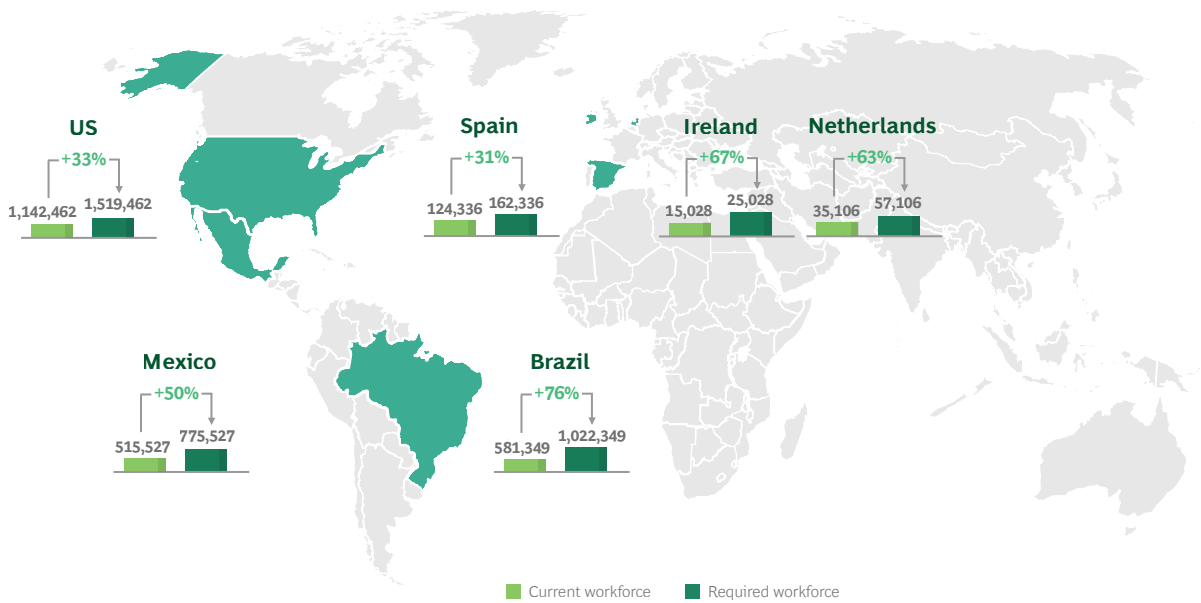 US
+33%
1,142,462
1,519,462
Spain
+31%
124,336
162,336
Ireland
+67%
15,028
25,028
Netherlands
+63%
35,106
57,106
Mexico
+50%
515,527
775,527
Brazil
+76%
581,349
1,022,349
Current workforce
Required workforce